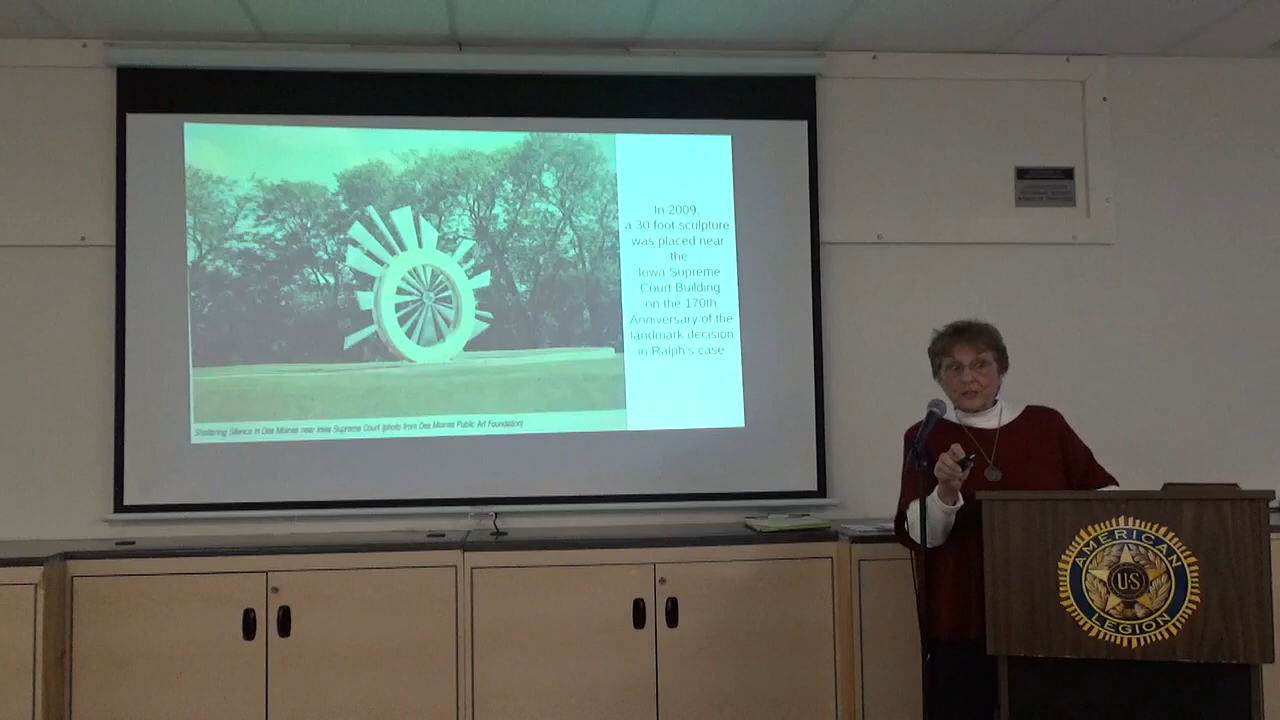 In 2009,
a 30 foot sculpture
was placed near
the
Iowa Supreme
Court Building
on the 170th
Anniversary of the
landmark decision
in Ralph's case
Shattering Silence in Des Moines near Iowa Supreme Court (photo from Des Moines Public Art Foundation)
AMERICAN
US
LEGION